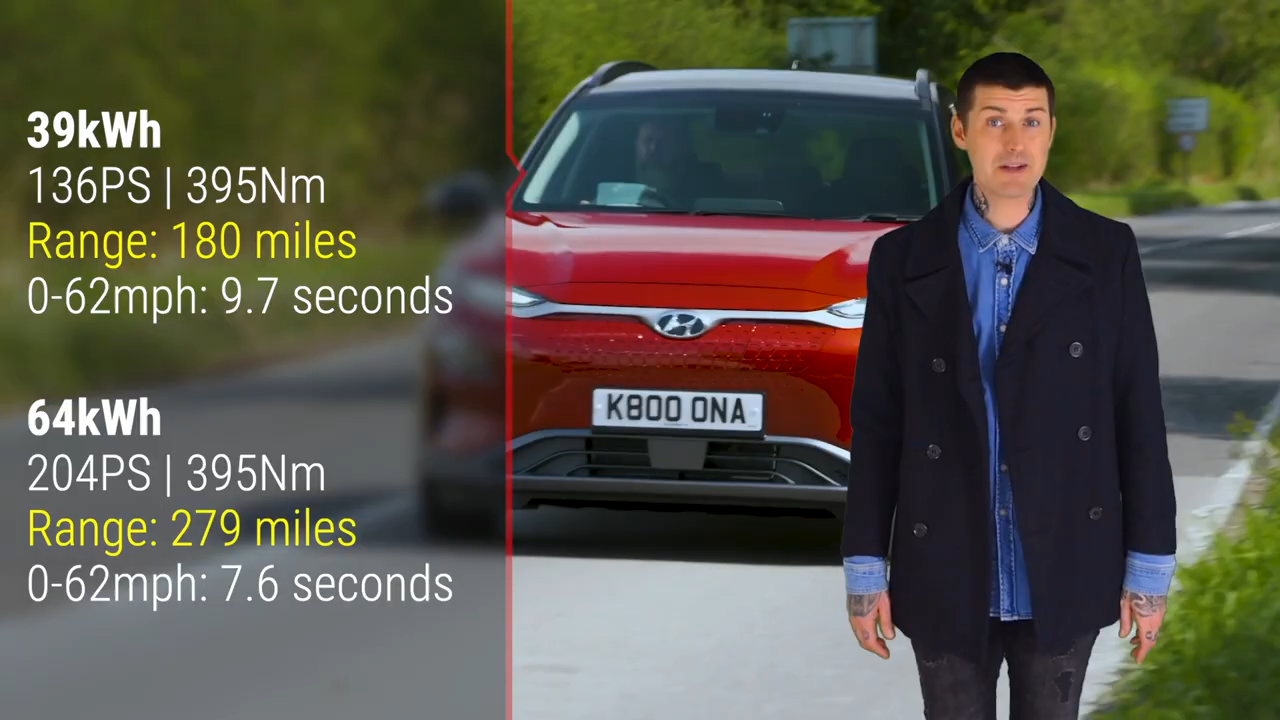 39kWh
136PS | 395Nm
Range: 180 miles
0-62mph: 9.7 seconds
64kWh
204PS | 395Nm
Range: 279 miles
0-62mph: 7.6 seconds
K800 ONA